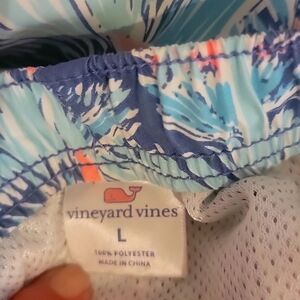 vineyard vines
L
100% POLYESTER
MADE IN CHINA